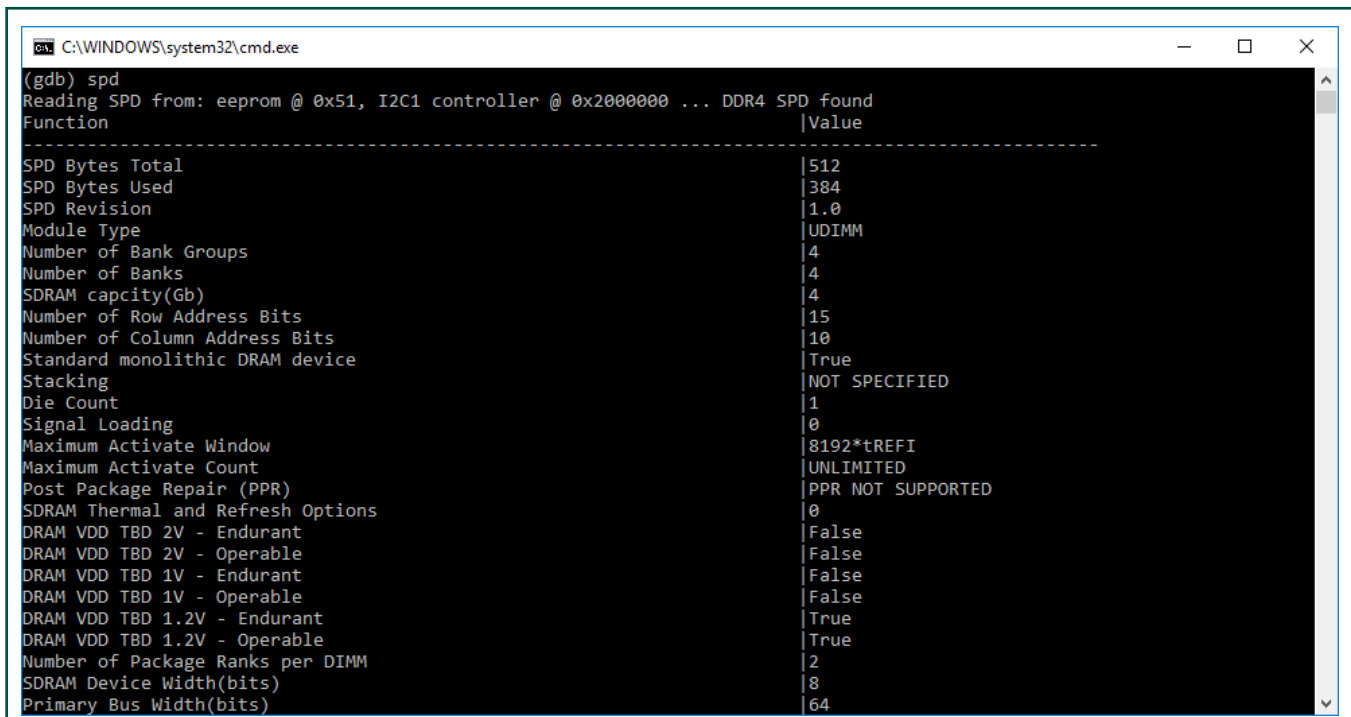 C:\WINDOWS\system32\cmd.exe
(gdb) spd
Reading SPD from: eeprom @ 0x51, I2C1 controller @ 0x2000000 ... DDR4 SPD found
Function |Value
----------------------------------------------------------------------------------------------------
SPD Bytes Total |512
SPD Bytes Used |384
SPD Revision |1.0
Module Type |UDIMM
Number of Bank Groups |4
Number of Banks |4
SDRAM capcity(Gb) |4
Number of Row Address Bits |15
Number of Column Address Bits |10
Standard monolithic DRAM device |True
Stacking |NOT SPECIFIED
Die Count |1
Signal Loading |0
Maximum Activate Window |8192*tREFI
Maximum Activate Count |UNLIMITED
Post Package Repair (PPR) |PPR NOT SUPPORTED
SDRAM Thermal and Refresh Options |0
DRAM VDD TBD 2V - Endurant |False
DRAM VDD TBD 2V - Operable |False
DRAM VDD TBD 1V - Endurant |False
DRAM VDD TBD 1V - Operable |False
DRAM VDD TBD 1.2V - Endurant |True
DRAM VDD TBD 1.2V - Operable |True
Number of Package Ranks per DIMM |2
SDRAM Device Width(bits) |8
Primary Bus Width(bits) |64